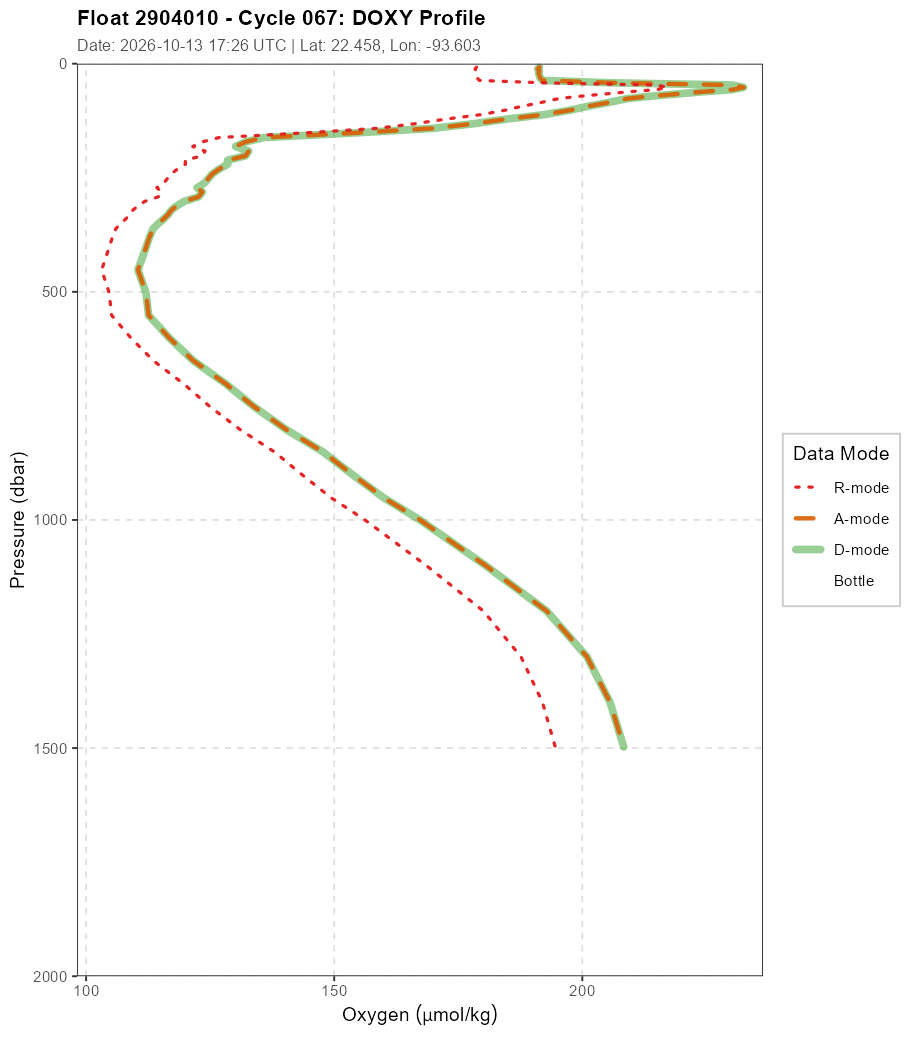 Float 2904010 - Cycle 067: DOXY Profile
Date: 2026-10-13 17:26 UTC | Lat: 22.458, Lon: -93.603
0
500
1000
1500
2000
Pressure (dbar)
100 150 200
Oxygen (μmol/kg)
Data Mode
R-mode
A-mode
D-mode
Bottle